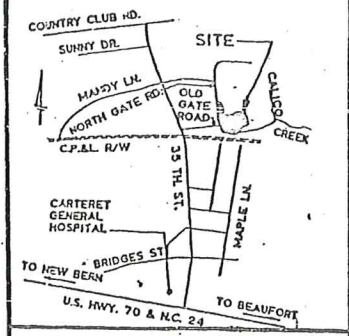 COUNTRY CLUB RD.
SUNNY DR.
SITE
MANDY LN.
NORTH GATE RD.
OLD
GATE
ROAD
CALICO
CREEK
C.P.&L. R/W
35 TH. ST.
MAPLE LN.
CARTERET
GENERAL
HOSPITAL
BRIDGES ST.
TO NEW BERN
U.S. HWY. 70 & N.C. 24
TO BEAUFORT